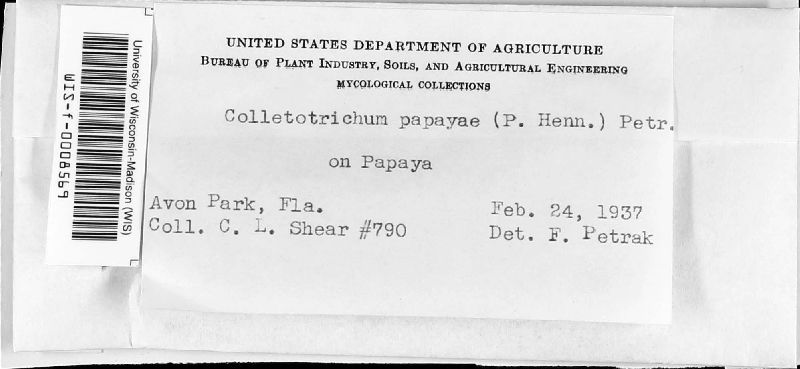 UNITED STATES DEPARTMENT OF AGRICULTURE
BUREAU OF PLANT INDUSTRY, SOILS, AND AGRICULTURAL ENGINEERING
MYCOLOGICAL COLLECTIONS
Colletotrichum papayae (P. Henn.) Petr.
on Papaya
Avon Park, Fla. Feb. 24, 1937
Coll. C. L. Shear #790 Det. F. Petrak
University of Wisconsin-Madison (WIS)
WIS-f-0008569